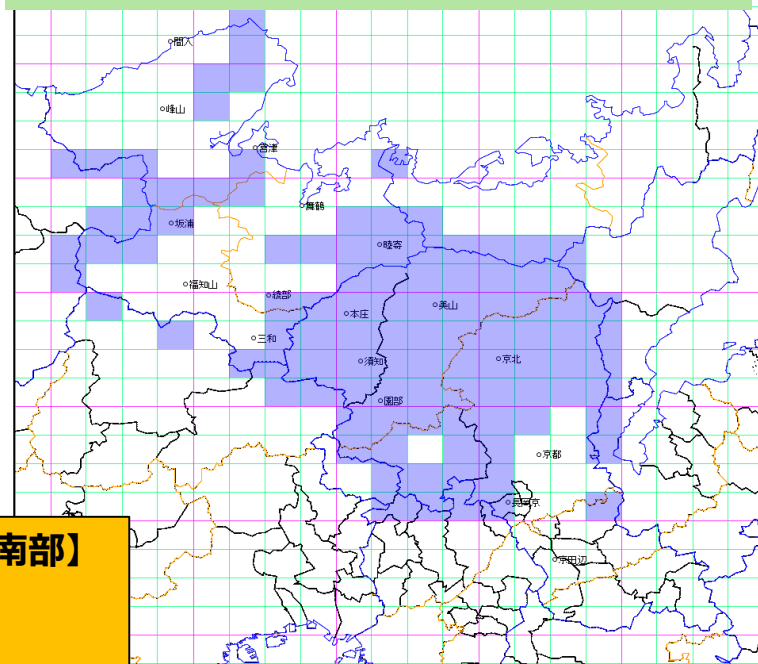 間人
峰山
宮津
舞鶴
坂浦
睦寄
福知山
綾部
美山
本庄
三和
須知
京北
園部
京都
長岡京
京田辺
南部】